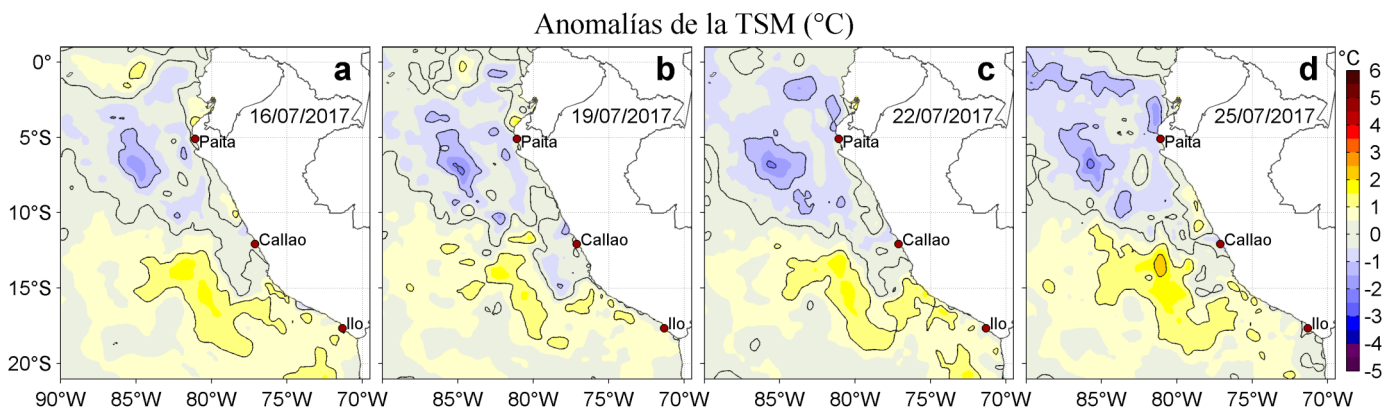 Anomalías de la TSM (°C)
a
16/07/2017
Paita
Callao
Ilo
b
19/07/2017
Paita
Callao
Ilo
c
22/07/2017
Paita
Callao
Ilo
d
25/07/2017
Paita
Callao
Ilo
0°
5°S
10°S
15°S
20°S
90°W 85°W 80°W 75°W 70°W
85°W 80°W 75°W 70°W
85°W 80°W 75°W 70°W
85°W 80°W 75°W 70°W
°C
6
5
4
3
2
1
0
-1
-2
-3
-4
-5